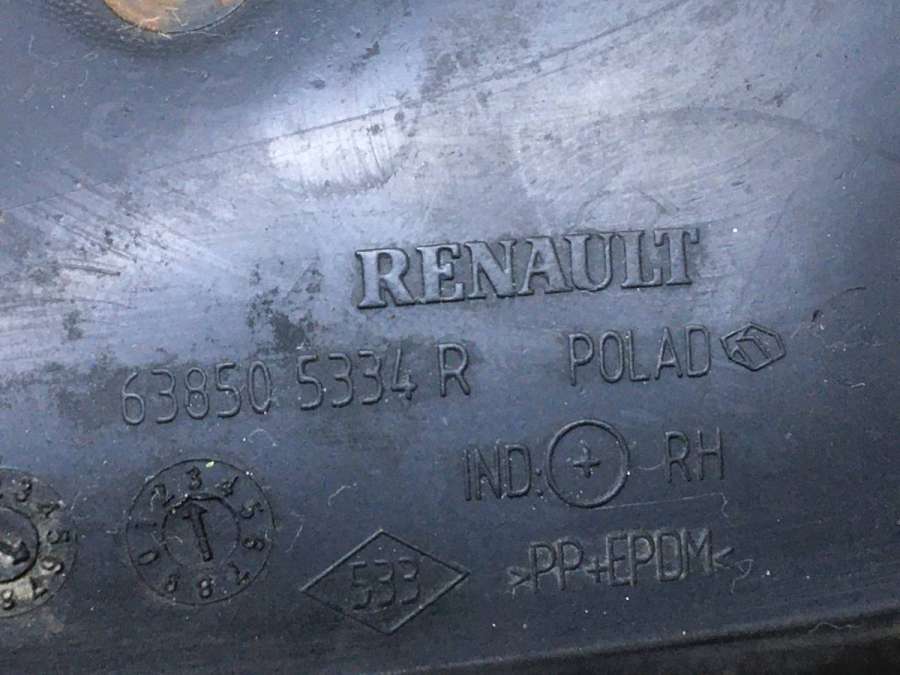 RENAULT
63850 5334 R POLAD
IND: + RH
533
>PP+EPDM<